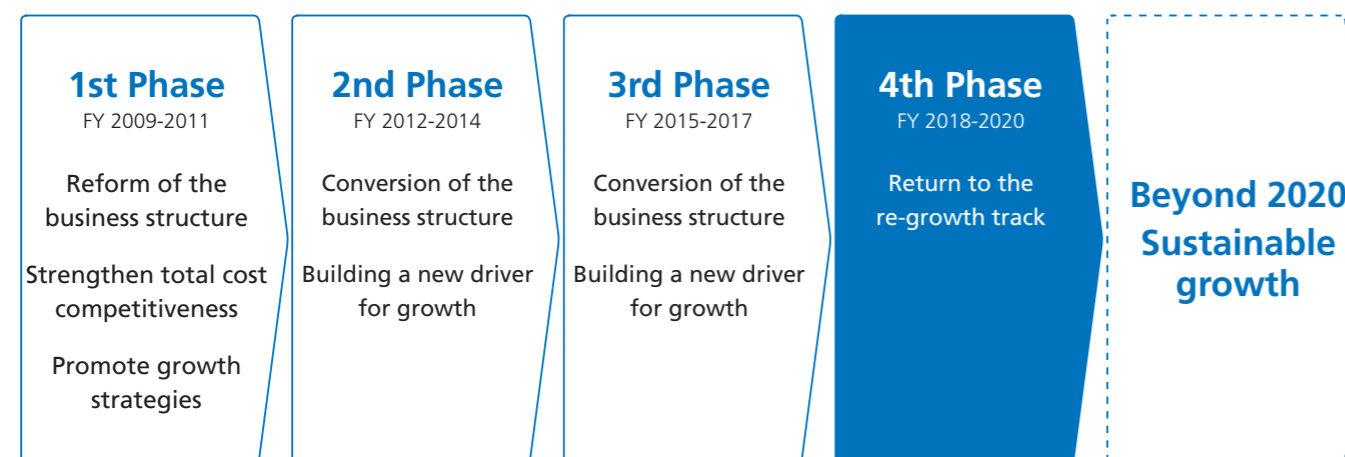 1st Phase
FY 2009-2011
Reform of the
business structure
Strengthen total cost
competitiveness
Promote growth
strategies
2nd Phase
FY 2012-2014
Conversion of the
business structure
Building a new driver
for growth
3rd Phase
FY 2015-2017
Conversion of the
business structure
Building a new driver
for growth
4th Phase
FY 2018-2020
Return to the
re-growth track
Beyond 2020
Sustainable
growth